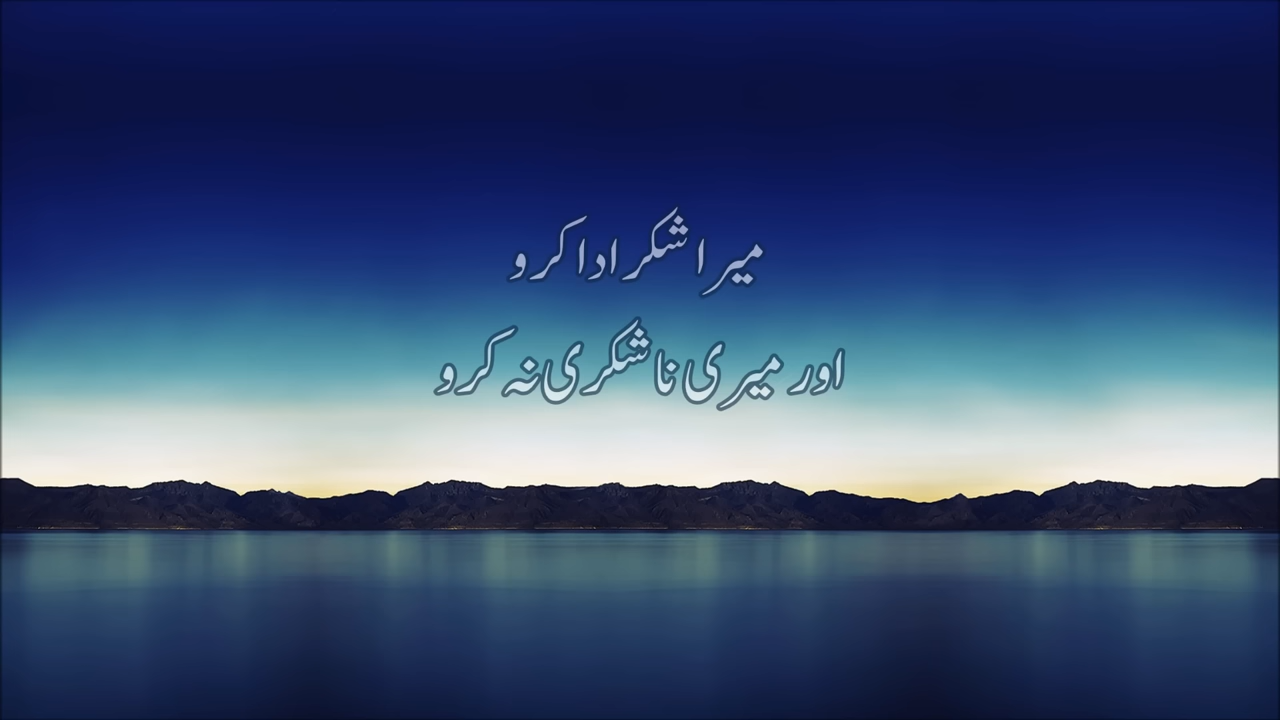 میرا شکر ادا کرو
اور میری ناشکری نہ کرو